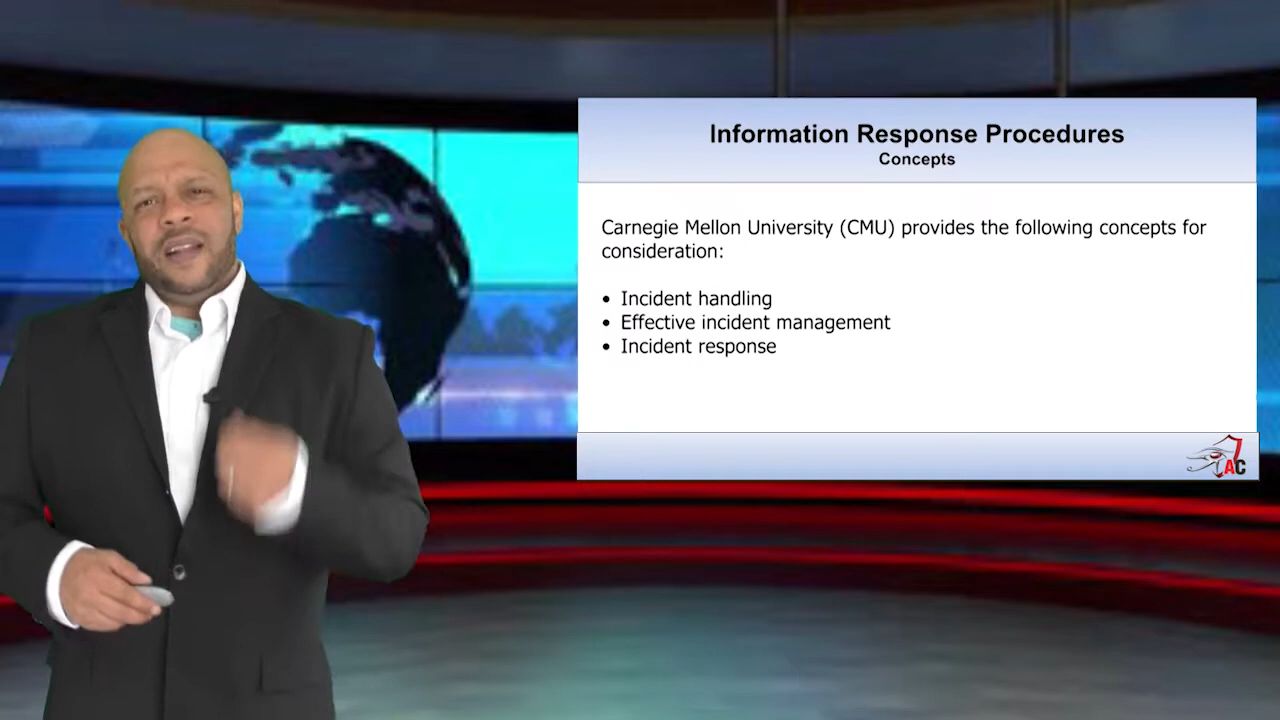 Information Response Procedures
Concepts
Carnegie Mellon University (CMU) provides the following concepts for
consideration:
• Incident handling
• Effective incident management
• Incident response
AC